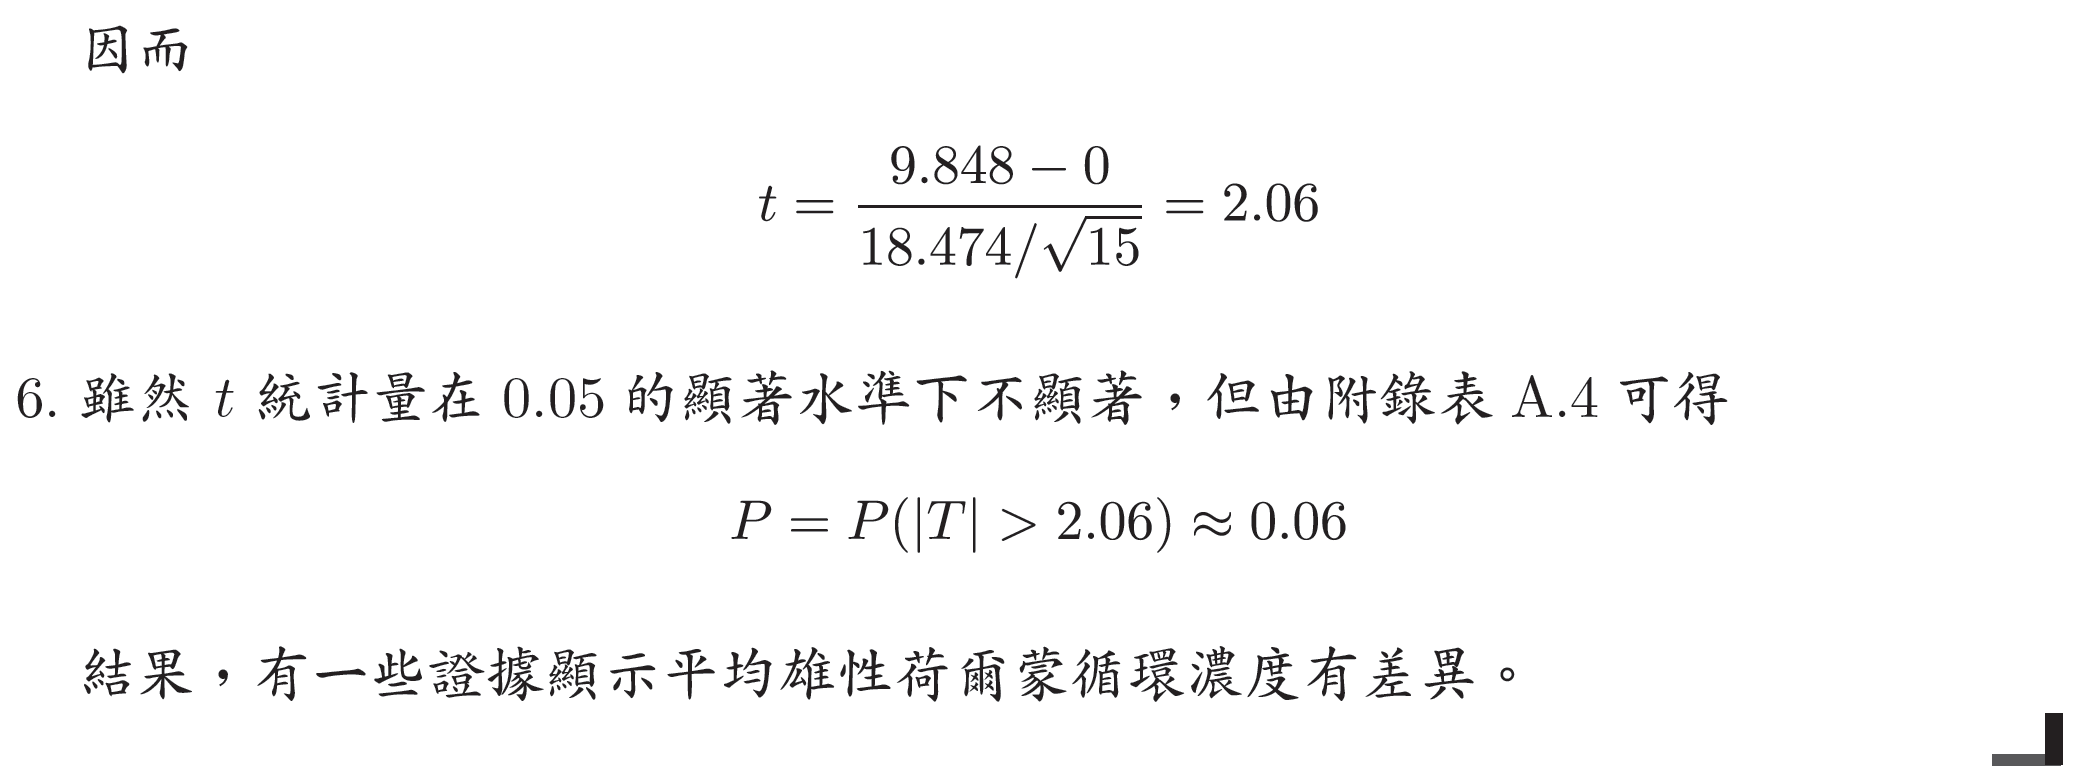 因而
t = (9.848 − 0) / (18.474/√15) = 2.06
6. 雖然 t 統計量在 0.05 的顯著水準下不顯著，但由附錄表 A.4 可得
P = P(|T| > 2.06) ≈ 0.06
結果，有一些證據顯示平均雄性荷爾蒙循環濃度有差異。